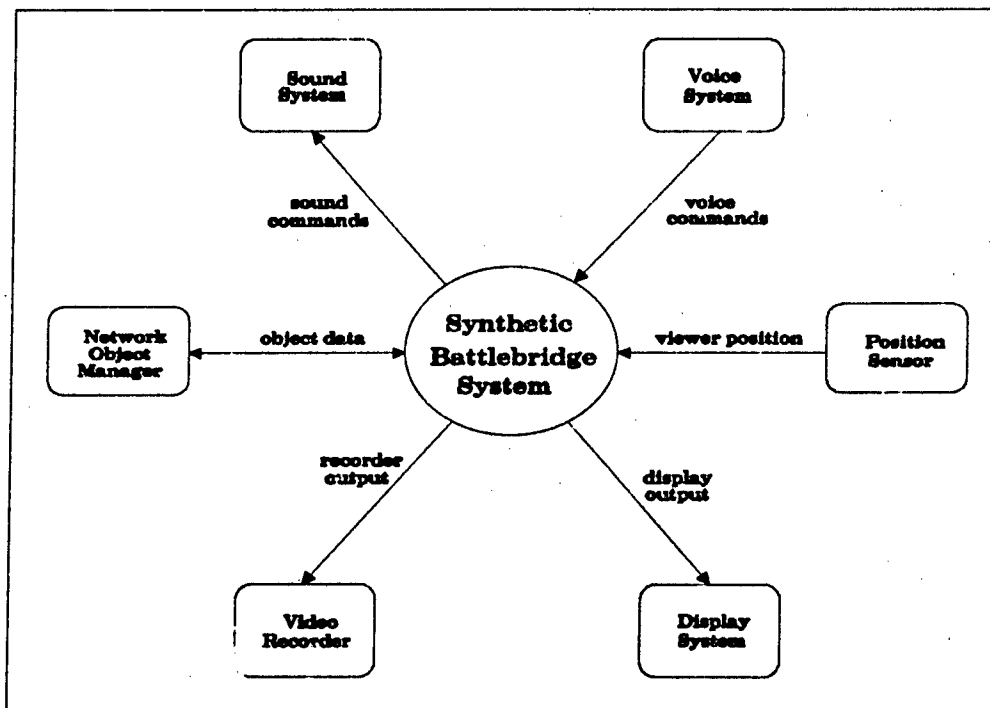 Sound
System
Voice
System
sound
commands
voice
commands
Synthetic
Battlebridge
System
Network
Object
Manager
object data
viewer position
Position
Sensor
recorder
output
display
output
Video
Recorder
Display
System